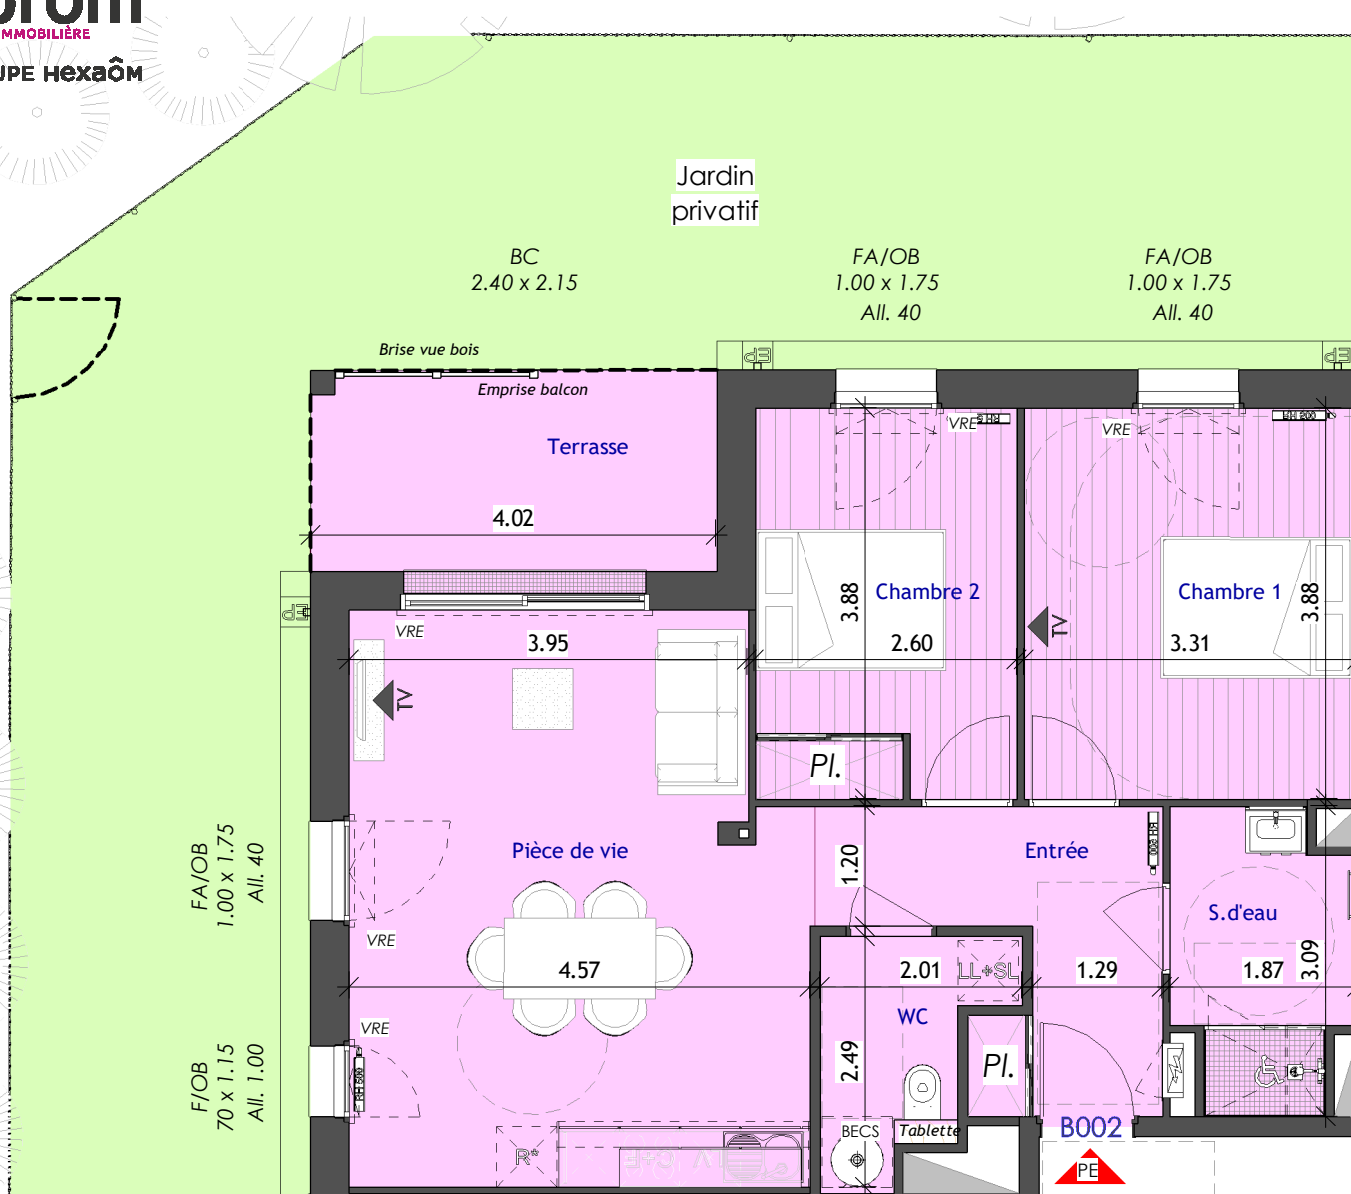 IMMOBILIÈRE
HEXAÔM
Jardin
privatif
BC
2.40 x 2.15
FA/OB
1.00 x 1.75
All. 40
FA/OB
1.00 x 1.75
All. 40
Brise vue bois
Emprise balcon
EP
EP
Terrasse
VRE
VRE
4.02
EP
VRE
3.95
3.88
Chambre 2
2.60
TV
Chambre 1
3.88
3.31
TV
Pl.
FA/OB
1.00 x 1.75
All. 40
Pièce de vie
1.20
Entrée
S.d'eau
VRE
4.57
2.01
LL+SL
1.29
1.87
3.09
WC
VRE
F/OB
70 x 1.15
All. 1.00
RH 500
2.49
Pl.
BECS
Tablette
B002
R*
PE